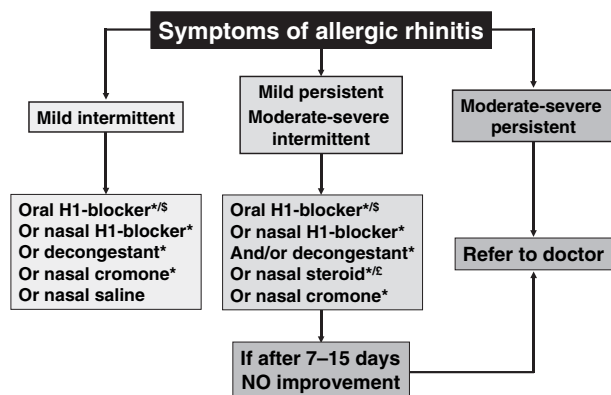 Symptoms of allergic rhinitis
Mild intermittent
Mild persistent
Moderate-severe
intermittent
Moderate-severe
persistent
Oral H1-blocker*/$
Or nasal H1-blocker*
Or decongestant*
Or nasal cromone*
Or nasal saline
Oral H1-blocker*/$
Or nasal H1-blocker*
And/or decongestant*
Or nasal steroid*/£
Or nasal cromone*
Refer to doctor
If after 7–15 days
NO improvement